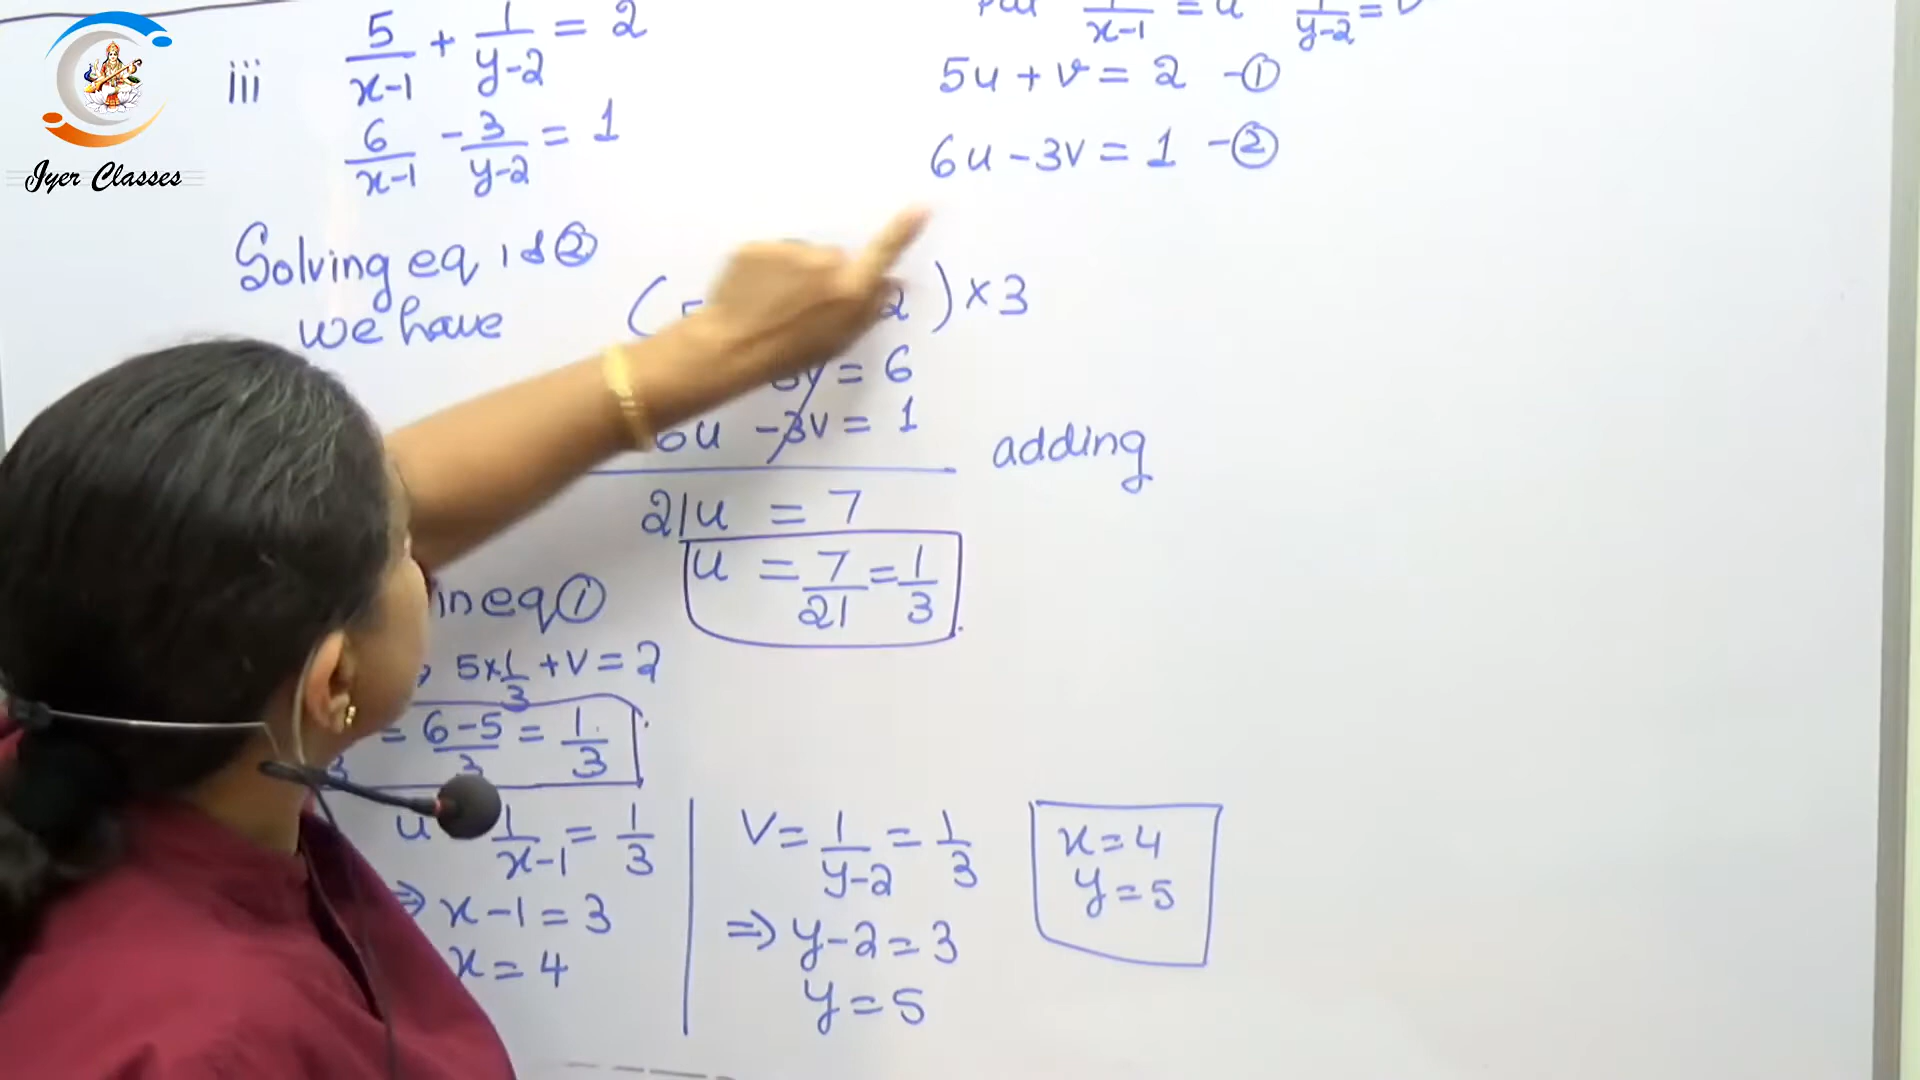 Iyer Classes
iii 5/(x-1) + 1/(y-2) = 2
6/(x-1) - 3/(y-2) = 1
Put 1/(x-1) = u 1/(y-2) = v
5u + v = 2 -①
6u - 3v = 1 -②
Solving eq 1 & ②
we have
( 2 ) × 3
3v = 6
6u - 3v = 1
adding
21u = 7
u = 7/21 = 1/3
in eq ①
5×1/3 + v = 2
= (6-5)/3 = 1/3
u 1/(x-1) = 1/3
⇒ x-1 = 3
x = 4
v = 1/(y-2) = 1/3
⇒ y-2 = 3
y = 5
x = 4
y = 5